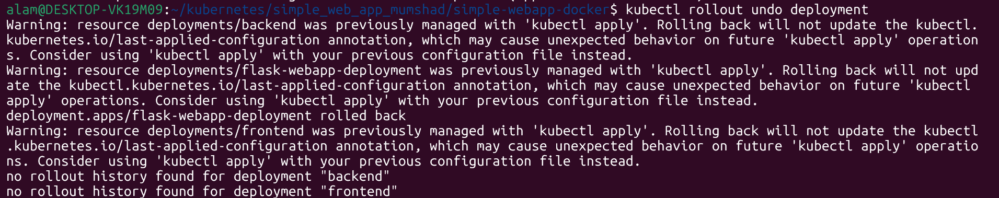 alam@DESKTOP-VK19M09:~/kubernetes/simple_web_app_mumshad/simple-webapp-docker$ kubectl rollout undo deployment
Warning: resource deployments/backend was previously managed with 'kubectl apply'. Rolling back will not update the kubectl.
kubernetes.io/last-applied-configuration annotation, which may cause unexpected behavior on future 'kubectl apply' operation
s. Consider using 'kubectl apply' with your previous configuration file instead.
Warning: resource deployments/flask-webapp-deployment was previously managed with 'kubectl apply'. Rolling back will not upd
ate the kubectl.kubernetes.io/last-applied-configuration annotation, which may cause unexpected behavior on future 'kubectl 
apply' operations. Consider using 'kubectl apply' with your previous configuration file instead.
deployment.apps/flask-webapp-deployment rolled back
Warning: resource deployments/frontend was previously managed with 'kubectl apply'. Rolling back will not update the kubectl
.kubernetes.io/last-applied-configuration annotation, which may cause unexpected behavior on future 'kubectl apply' operatio
ns. Consider using 'kubectl apply' with your previous configuration file instead.
no rollout history found for deployment "backend"
no rollout history found for deployment "frontend"